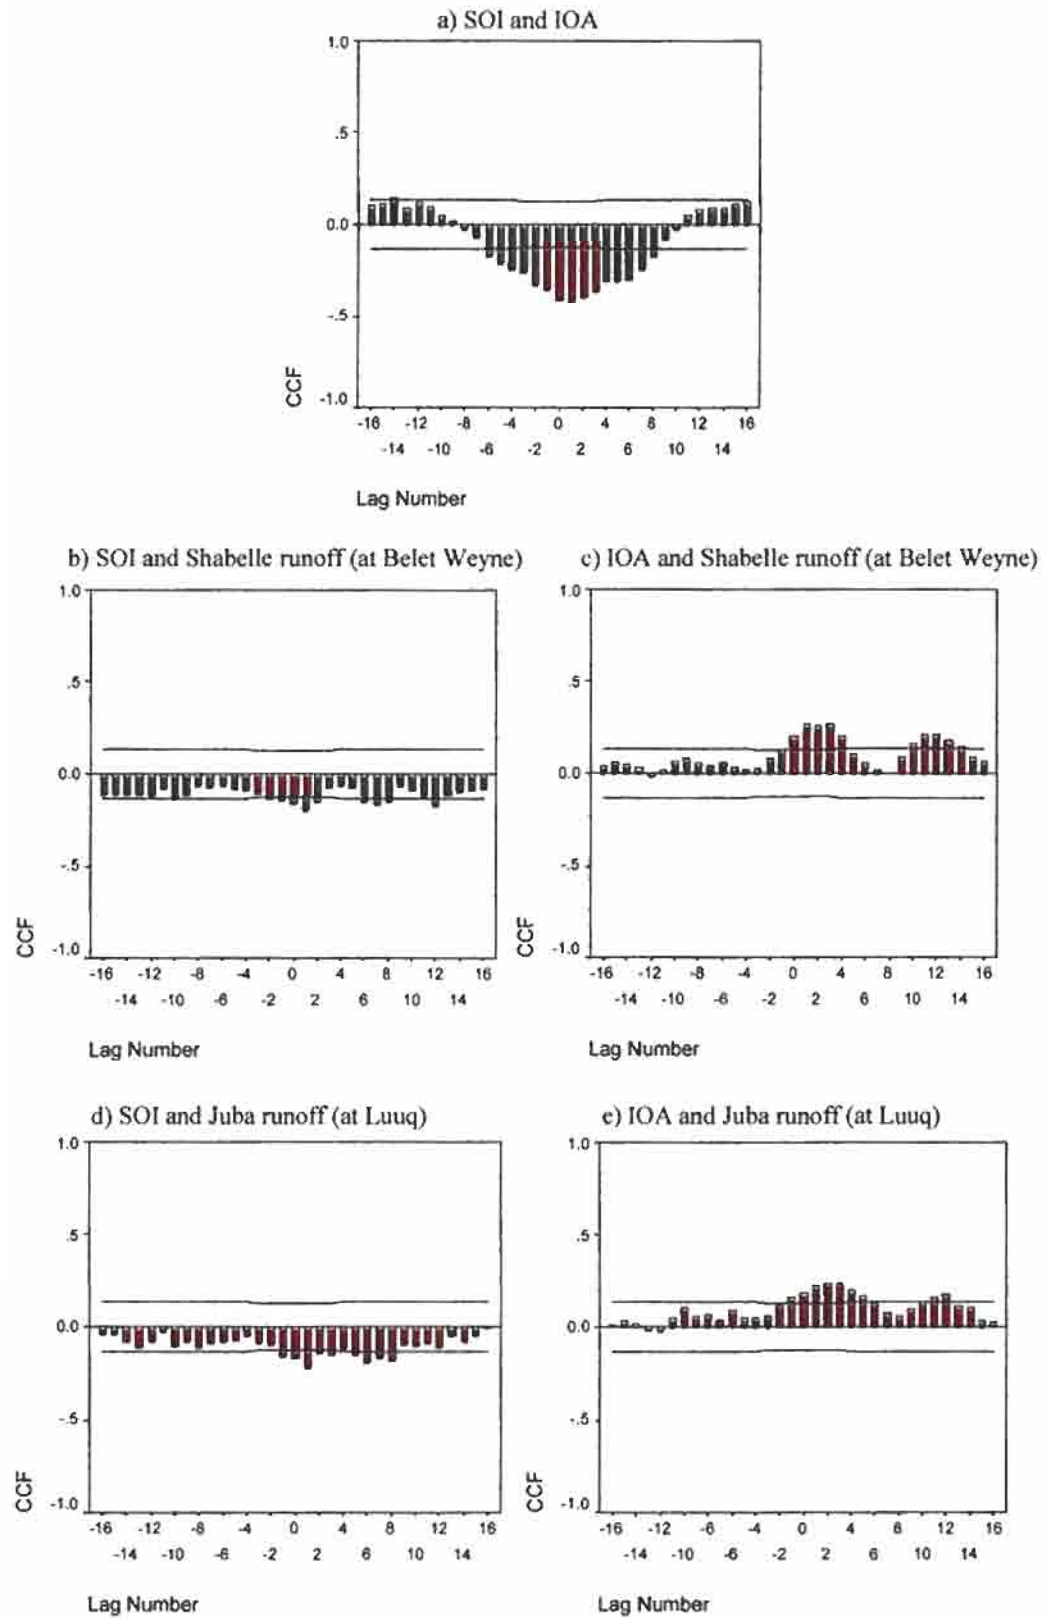 a) SOI and IOA
1.0
.5
0.0
-.5
-1.0
CCF
-16 -12 -8 -4 0 4 8 12 16
-14 -10 -6 -2 2 6 10 14
Lag Number
b) SOI and Shabelle runoff (at Belet Weyne)
1.0
.5
0.0
-.5
-1.0
CCF
-16 -12 -8 -4 0 4 8 12 16
-14 -10 -6 -2 2 6 10 14
Lag Number
c) IOA and Shabelle runoff (at Belet Weyne)
1.0
.5
0.0
-.5
-1.0
CCF
-16 -12 -8 -4 0 4 8 12 16
-14 -10 -6 -2 2 6 10 14
Lag Number
d) SOI and Juba runoff (at Luuq)
1.0
.5
0.0
-.5
-1.0
CCF
-16 -12 -8 -4 0 4 8 12 16
-14 -10 -6 -2 2 6 10 14
Lag Number
e) IOA and Juba runoff (at Luuq)
1.0
.5
0.0
-.5
-1.0
CCF
-16 -12 -8 -4 0 4 8 12 16
-14 -10 -6 -2 2 6 10 14
Lag Number